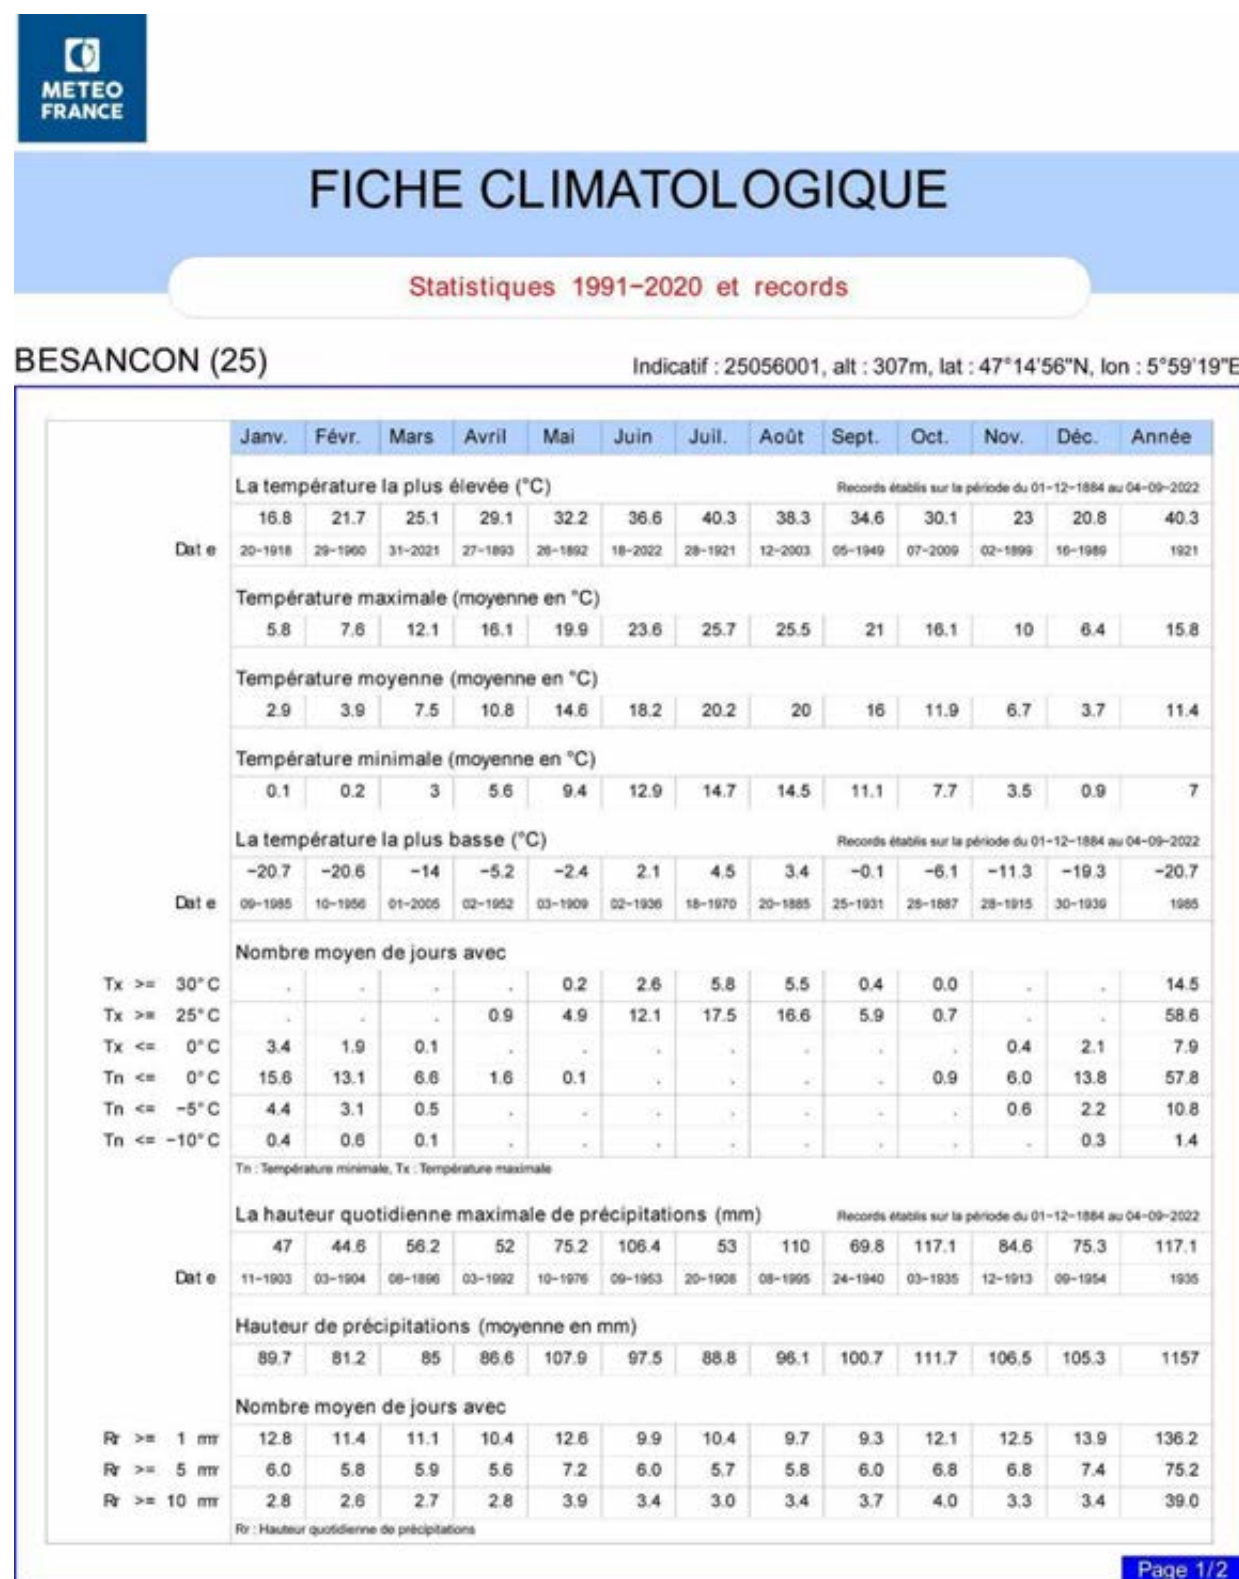 METEO
FRANCE
FICHE CLIMATOLOGIQUE
Statistiques 1991-2020 et records
BESANCON (25) Indicatif : 25056001, alt : 307m, lat : 47°14'56"N, lon : 5°59'19"E
Janv. Févr. Mars Avril Mai Juin Juil. Août Sept. Oct. Nov. Déc. Année
La température la plus élevée (°C) Records établis sur la période du 01-12-1884 au 04-09-2022
16.8 21.7 25.1 29.1 32.2 36.6 40.3 38.3 34.6 30.1 23 20.8 40.3
Date 20-1918 29-1960 31-2021 27-1893 26-1892 18-2022 28-1921 12-2003 05-1949 07-2009 02-1899 16-1989 1921
Température maximale (moyenne en °C)
5.8 7.6 12.1 16.1 19.9 23.6 25.7 25.5 21 16.1 10 6.4 15.8
Température moyenne (moyenne en °C)
2.9 3.9 7.5 10.8 14.6 18.2 20.2 20 16 11.9 6.7 3.7 11.4
Température minimale (moyenne en °C)
0.1 0.2 3 5.6 9.4 12.9 14.7 14.5 11.1 7.7 3.5 0.9 7
La température la plus basse (°C) Records établis sur la période du 01-12-1884 au 04-09-2022
-20.7 -20.6 -14 -5.2 -2.4 2.1 4.5 3.4 -0.1 -6.1 -11.3 -19.3 -20.7
Date 09-1985 10-1956 01-2005 02-1952 03-1909 02-1936 18-1970 20-1885 25-1931 28-1887 28-1915 30-1939 1985
Nombre moyen de jours avec
Tx >= 30°C . . . . 0.2 2.6 5.8 5.5 0.4 0.0 . . 14.5
Tx >= 25°C . . . 0.9 4.9 12.1 17.5 16.6 5.9 0.7 . . 58.6
Tx <= 0°C 3.4 1.9 0.1 . . . . . . . 0.4 2.1 7.9
Tn <= 0°C 15.6 13.1 6.6 1.6 0.1 . . . . 0.9 6.0 13.8 57.8
Tn <= -5°C 4.4 3.1 0.5 . . . . . . . 0.6 2.2 10.8
Tn <= -10°C 0.4 0.6 0.1 . . . . . . . . 0.3 1.4
Tn : Température minimale, Tx : Température maximale
La hauteur quotidienne maximale de précipitations (mm) Records établis sur la période du 01-12-1884 au 04-09-2022
47 44.6 56.2 52 75.2 106.4 53 110 69.8 117.1 84.6 75.3 117.1
Date 11-1903 03-1904 08-1896 03-1992 10-1976 09-1953 20-1908 08-1995 24-1940 03-1935 12-1913 09-1954 1935
Hauteur de précipitations (moyenne en mm)
89.7 81.2 85 86.6 107.9 97.5 88.8 96.1 100.7 111.7 106.5 105.3 1157
Nombre moyen de jours avec
Rr >= 1 mm 12.8 11.4 11.1 10.4 12.6 9.9 10.4 9.7 9.3 12.1 12.5 13.9 136.2
Rr >= 5 mm 6.0 5.8 5.9 5.6 7.2 6.0 5.7 5.8 6.0 6.8 6.8 7.4 75.2
Rr >= 10 mm 2.8 2.6 2.7 2.8 3.9 3.4 3.0 3.4 3.7 4.0 3.3 3.4 39.0
Rr : Hauteur quotidienne de précipitations
Page 1/2